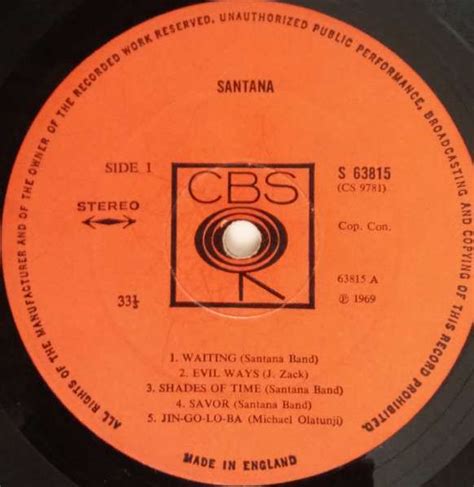 ALL RIGHTS OF THE MANUFACTURER AND OF THE OWNER OF THE RECORDED WORK RESERVED. UNAUTHORIZED PUBLIC PERFORMANCE, BROADCASTING AND COPYING OF THIS RECORD PROHIBITED.
SANTANA
SIDE 1
STEREO
33⅓
CBS
S 63815
(CS 9781)
Cop. Con.
63815 A
℗ 1969
1. WAITING (Santana Band)
2. EVIL WAYS (J. Zack)
3. SHADES OF TIME (Santana Band)
4. SAVOR (Santana Band)
5. JIN-GO-LO-BA (Michael Olatunji)
MADE IN ENGLAND